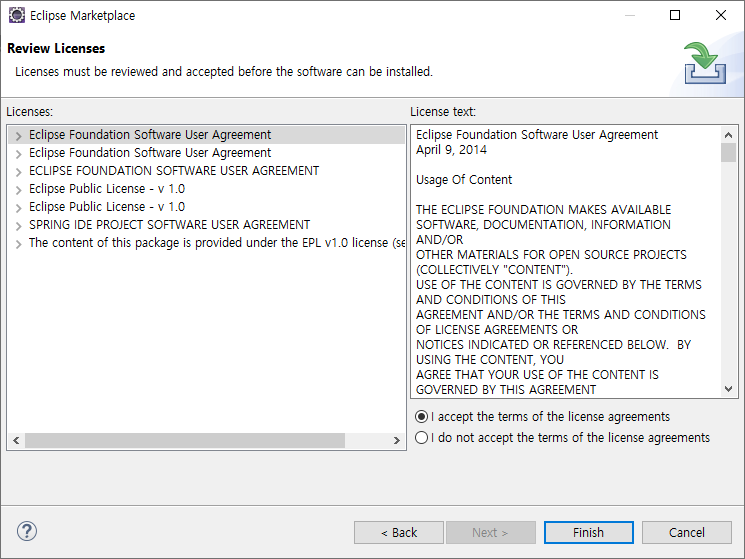 Eclipse Marketplace
Review Licenses
Licenses must be reviewed and accepted before the software can be installed.
Licenses:
Eclipse Foundation Software User Agreement
Eclipse Foundation Software User Agreement
ECLIPSE FOUNDATION SOFTWARE USER AGREEMENT
Eclipse Public License - v 1.0
Eclipse Public License - v 1.0
SPRING IDE PROJECT SOFTWARE USER AGREEMENT
The content of this package is provided under the EPL v1.0 license (se
License text:
Eclipse Foundation Software User Agreement
April 9, 2014
Usage Of Content
THE ECLIPSE FOUNDATION MAKES AVAILABLE
SOFTWARE, DOCUMENTATION, INFORMATION
AND/OR
OTHER MATERIALS FOR OPEN SOURCE PROJECTS
(COLLECTIVELY "CONTENT").
USE OF THE CONTENT IS GOVERNED BY THE TERMS
AND CONDITIONS OF THIS
AGREEMENT AND/OR THE TERMS AND CONDITIONS
OF LICENSE AGREEMENTS OR
NOTICES INDICATED OR REFERENCED BELOW.  BY
USING THE CONTENT, YOU
AGREE THAT YOUR USE OF THE CONTENT IS
GOVERNED BY THIS AGREEMENT
I accept the terms of the license agreements
I do not accept the terms of the license agreements
?
< Back
Next >
Finish
Cancel